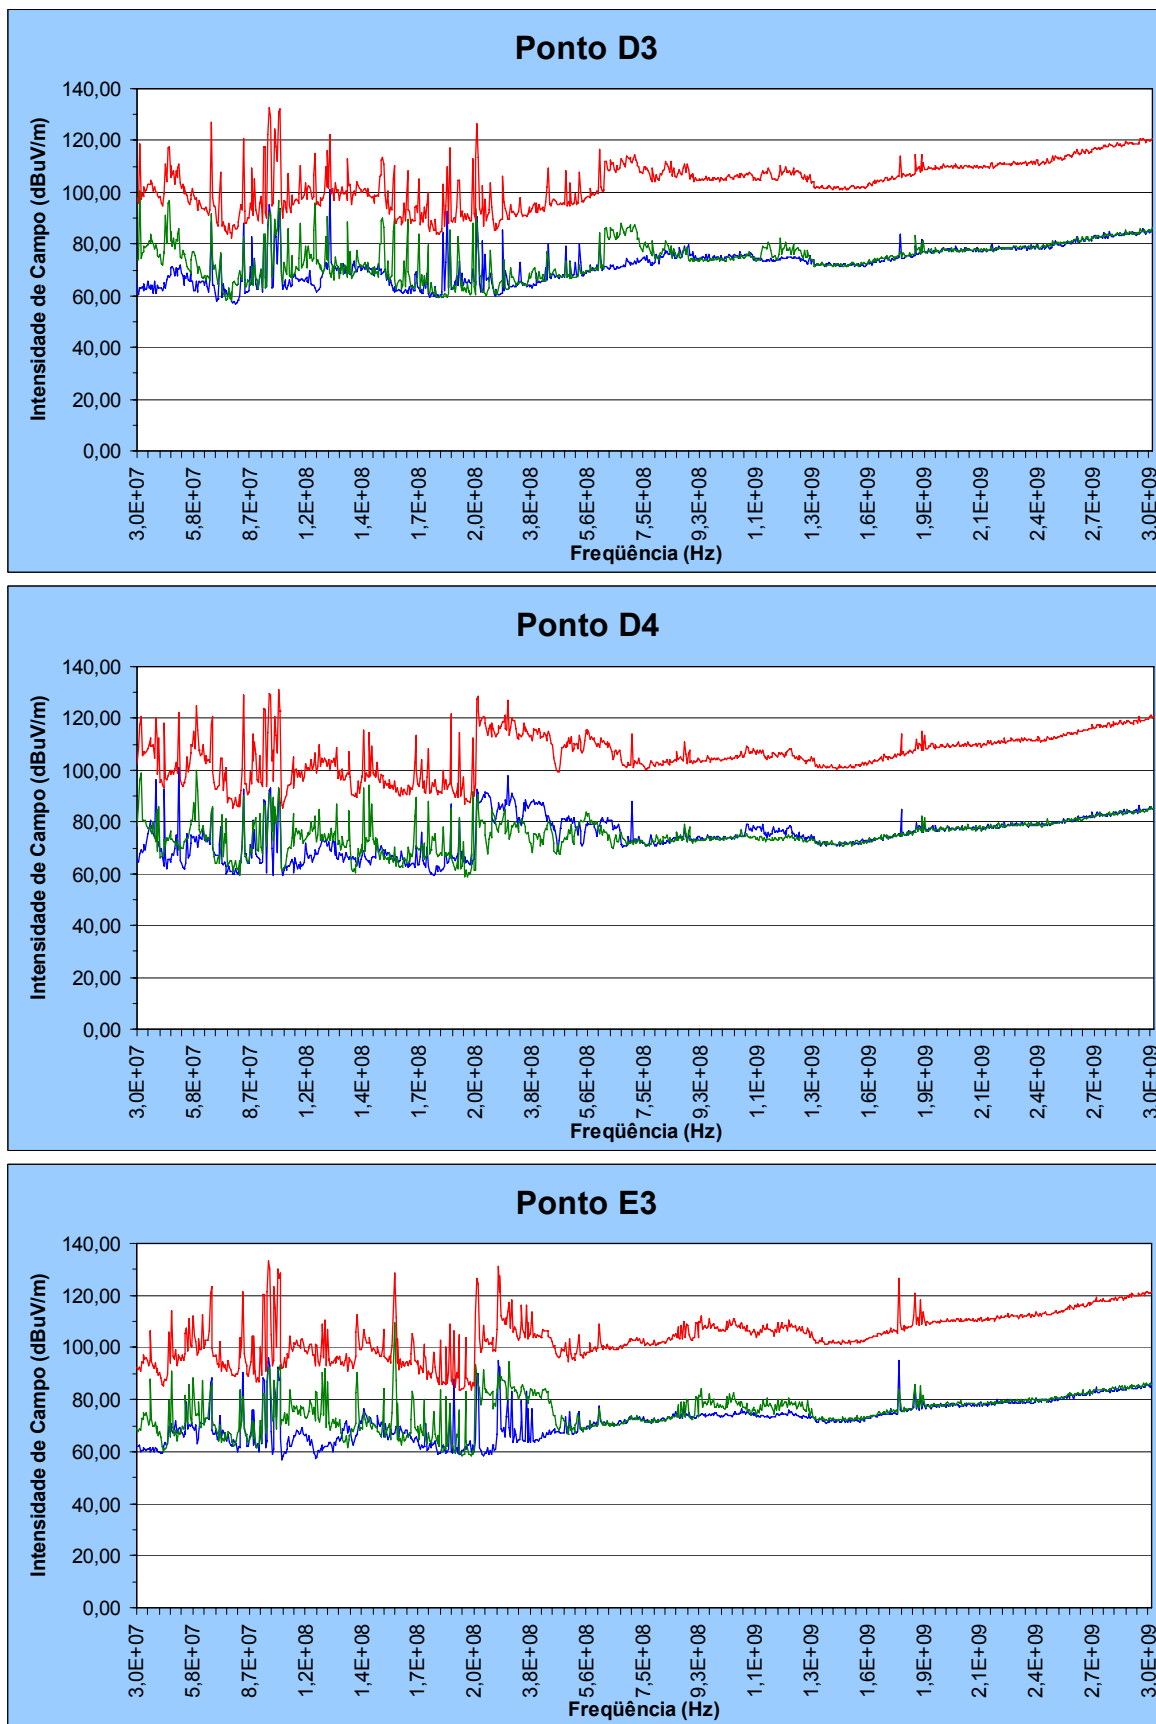 Ponto D3
Intensidade de Campo (dBuV/m)
140,00
120,00
100,00
80,00
60,00
40,00
20,00
0,00
3,0E+07
5,8E+07
8,7E+07
1,2E+08
1,4E+08
1,7E+08
2,0E+08
3,8E+08
5,6E+08
7,5E+08
9,3E+08
1,1E+09
1,3E+09
1,6E+09
1,9E+09
2,1E+09
2,4E+09
2,7E+09
3,0E+09
Freqüência (Hz)
Ponto D4
Intensidade de Campo (dBuV/m)
140,00
120,00
100,00
80,00
60,00
40,00
20,00
0,00
3,0E+07
5,8E+07
8,7E+07
1,2E+08
1,4E+08
1,7E+08
2,0E+08
3,8E+08
5,6E+08
7,5E+08
9,3E+08
1,1E+09
1,3E+09
1,6E+09
1,9E+09
2,1E+09
2,4E+09
2,7E+09
3,0E+09
Freqüência (Hz)
Ponto E3
Intensidade de Campo (dBuV/m)
140,00
120,00
100,00
80,00
60,00
40,00
20,00
0,00
3,0E+07
5,8E+07
8,7E+07
1,2E+08
1,4E+08
1,7E+08
2,0E+08
3,8E+08
5,6E+08
7,5E+08
9,3E+08
1,1E+09
1,3E+09
1,6E+09
1,9E+09
2,1E+09
2,4E+09
2,7E+09
3,0E+09
Freqüência (Hz)